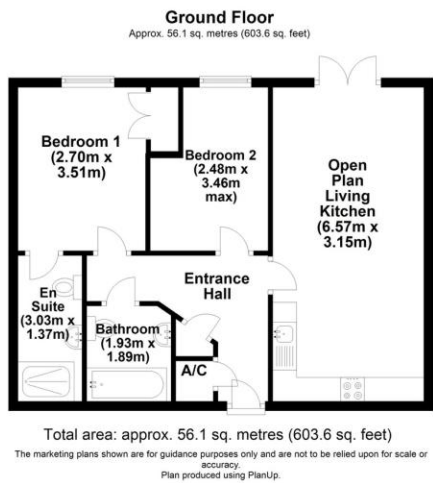 Ground Floor
Approx. 56.1 sq. metres (603.6 sq. feet)
Bedroom 1
(2.70m x
3.51m)
Bedroom 2
(2.48m x
3.46m
max)
Open
Plan
Living
Kitchen
(6.57m x
3.15m)
En
Suite
(3.03m x
1.37m)
Entrance
Hall
Bathroom
(1.93m x
1.89m)
A/C
Total area: approx. 56.1 sq. metres (603.6 sq. feet)
The marketing plans shown are for guidance purposes only and are not to be relied upon for scale or
accuracy.
Plan produced using PlanUp.